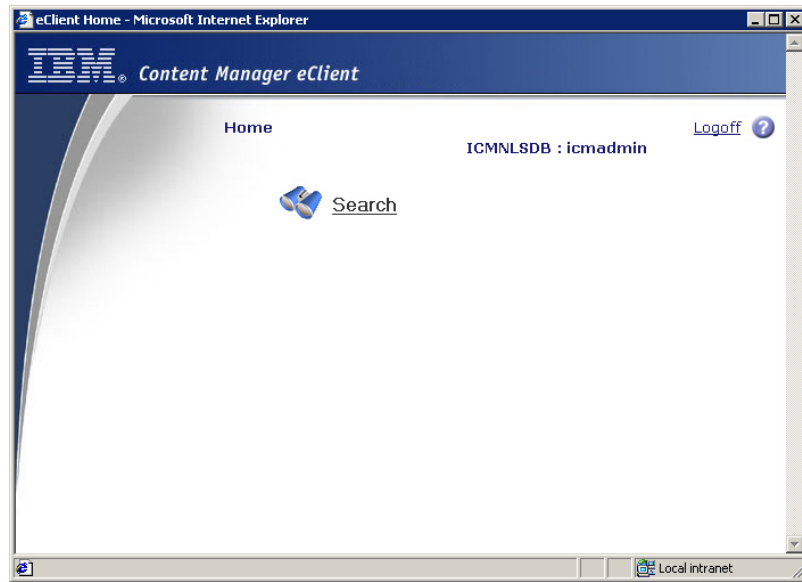 eClient Home - Microsoft Internet Explorer
IBM® Content Manager eClient
Home
Logoff ?
ICMNLSDB : icmadmin
Search
Local intranet